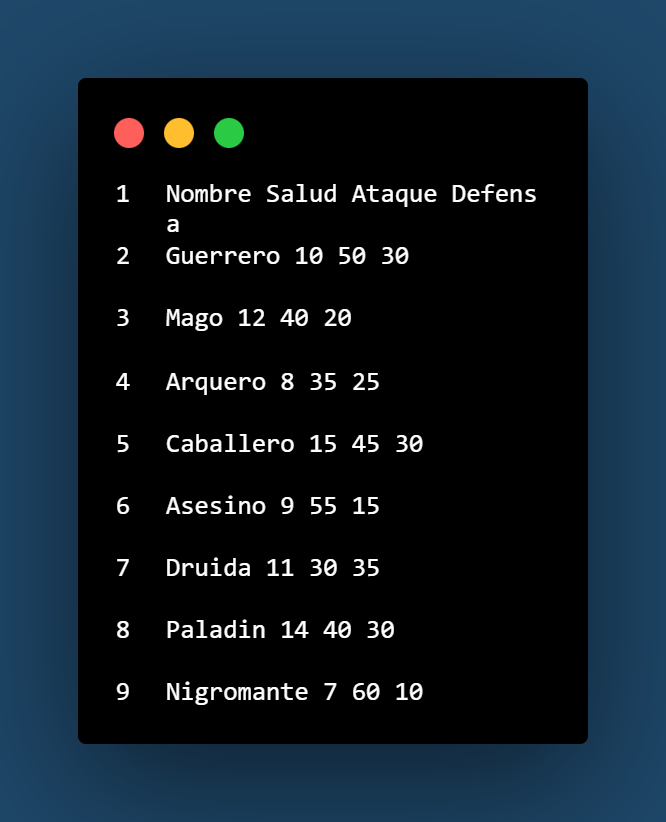 1 Nombre Salud Ataque Defens
a
2 Guerrero 10 50 30
3 Mago 12 40 20
4 Arquero 8 35 25
5 Caballero 15 45 30
6 Asesino 9 55 15
7 Druida 11 30 35
8 Paladin 14 40 30
9 Nigromante 7 60 10